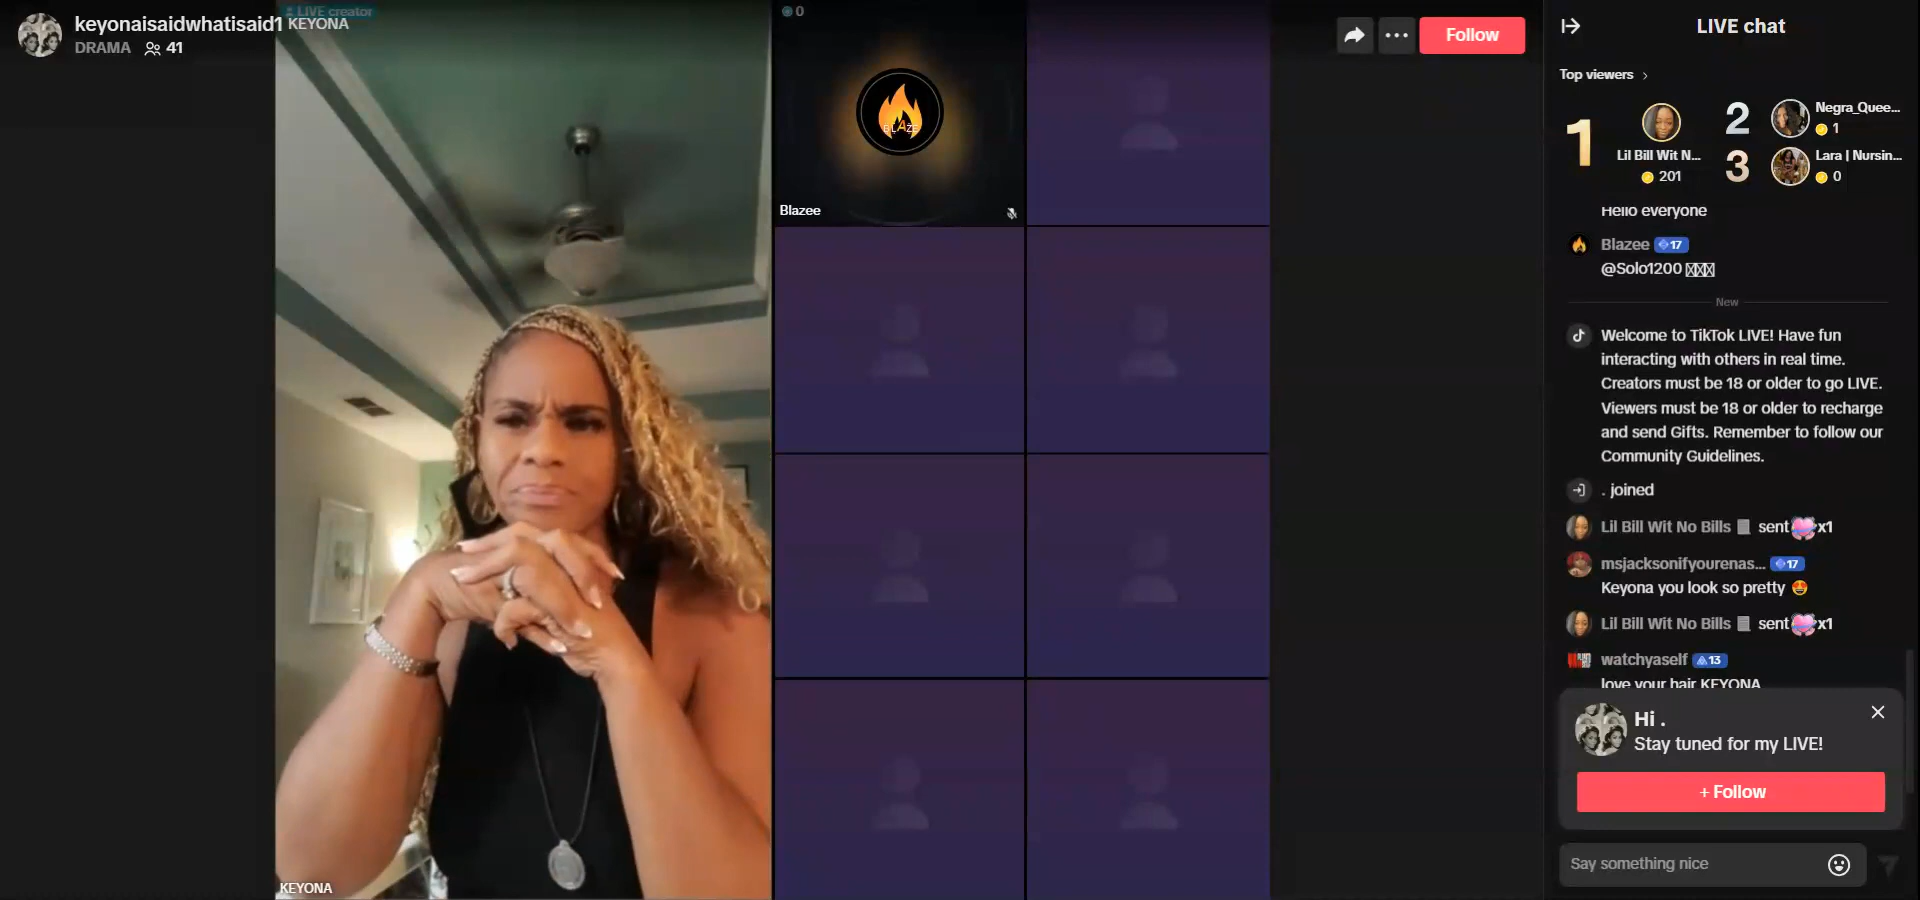 LIVE creator
keyonaisaidwhatisaid1 KEYONA
DRAMA 41
0
Follow
LIVE chat
Top viewers
1
Lil Bill Wit N...
201
2
Negra_Quee...
1
3
Lara | Nursin...
0
BLAZE
Blazee
Hello everyone
Blazee 17
@Solo1200
New
Welcome to TikTok LIVE! Have fun
interacting with others in real time.
Creators must be 18 or older to go LIVE.
Viewers must be 18 or older to recharge
and send Gifts. Remember to follow our
Community Guidelines.
. joined
Lil Bill Wit No Bills sent x1
msjacksonifyourenas... 17
Keyona you look so pretty 🤩
Lil Bill Wit No Bills sent x1
watchyaself 13
love your hair KEYONA
Hi .
Stay tuned for my LIVE!
+ Follow
Say something nice
KEYONA